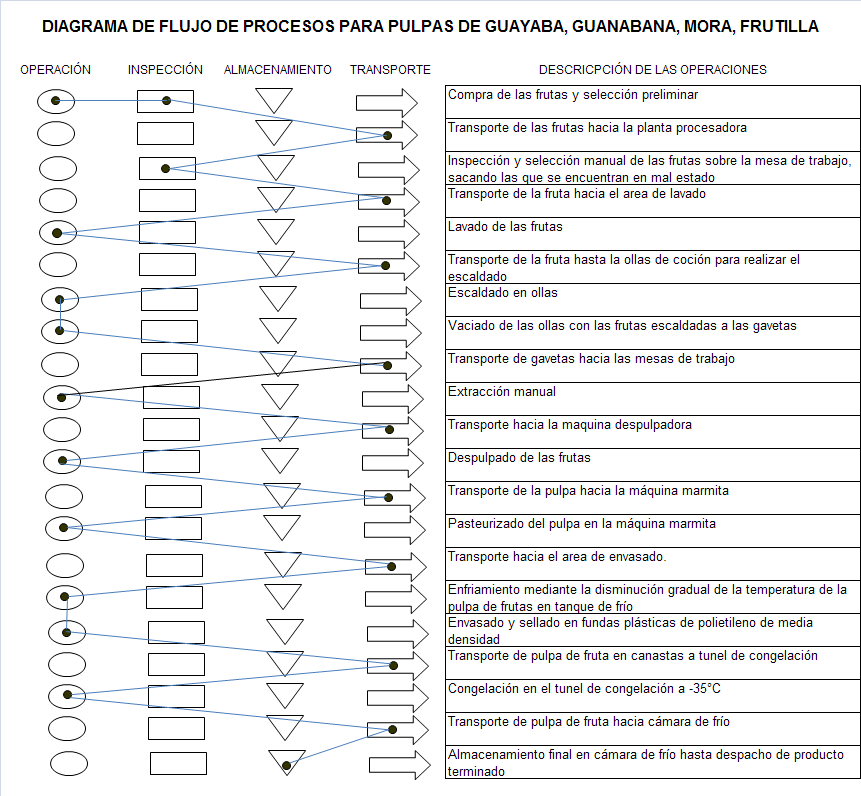 DIAGRAMA DE FLUJO DE PROCESOS PARA PULPAS DE GUAYABA, GUANABANA, MORA, FRUTILLA
OPERACIÓN INSPECCIÓN ALMACENAMIENTO TRANSPORTE DESCRICPCIÓN DE LAS OPERACIONES
Compra de las frutas y selección preliminar
Transporte de las frutas hacia la planta procesadora
Inspección y selección manual de las frutas sobre la mesa de trabajo,
sacando las que se encuentran en mal estado
Transporte de la fruta hacia el area de lavado
Lavado de las frutas
Transporte de la fruta hasta la ollas de coción para realizar el
escaldado
Escaldado en ollas
Vaciado de las ollas con las frutas escaldadas a las gavetas
Transporte de gavetas hacia las mesas de trabajo
Extracción manual
Transporte hacia la maquina despulpadora
Despulpado de las frutas
Transporte de la pulpa hacia la máquina marmita
Pasteurizado del pulpa en la máquina marmita
Transporte hacia el area de envasado.
Enfriamiento mediante la disminución gradual de la temperatura de la
pulpa de frutas en tanque de frío
Envasado y sellado en fundas plásticas de polietileno de media
densidad
Transporte de pulpa de fruta en canastas a tunel de congelación
Congelación en el tunel de congelación a -35°C
Transporte de pulpa de fruta hacia cámara de frío
Almacenamiento final en cámara de frío hasta despacho de producto
terminado